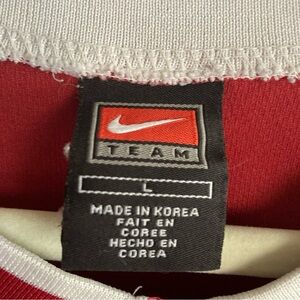 TEAM
L
MADE IN KOREA
FAIT EN
COREE
HECHO EN
COREA